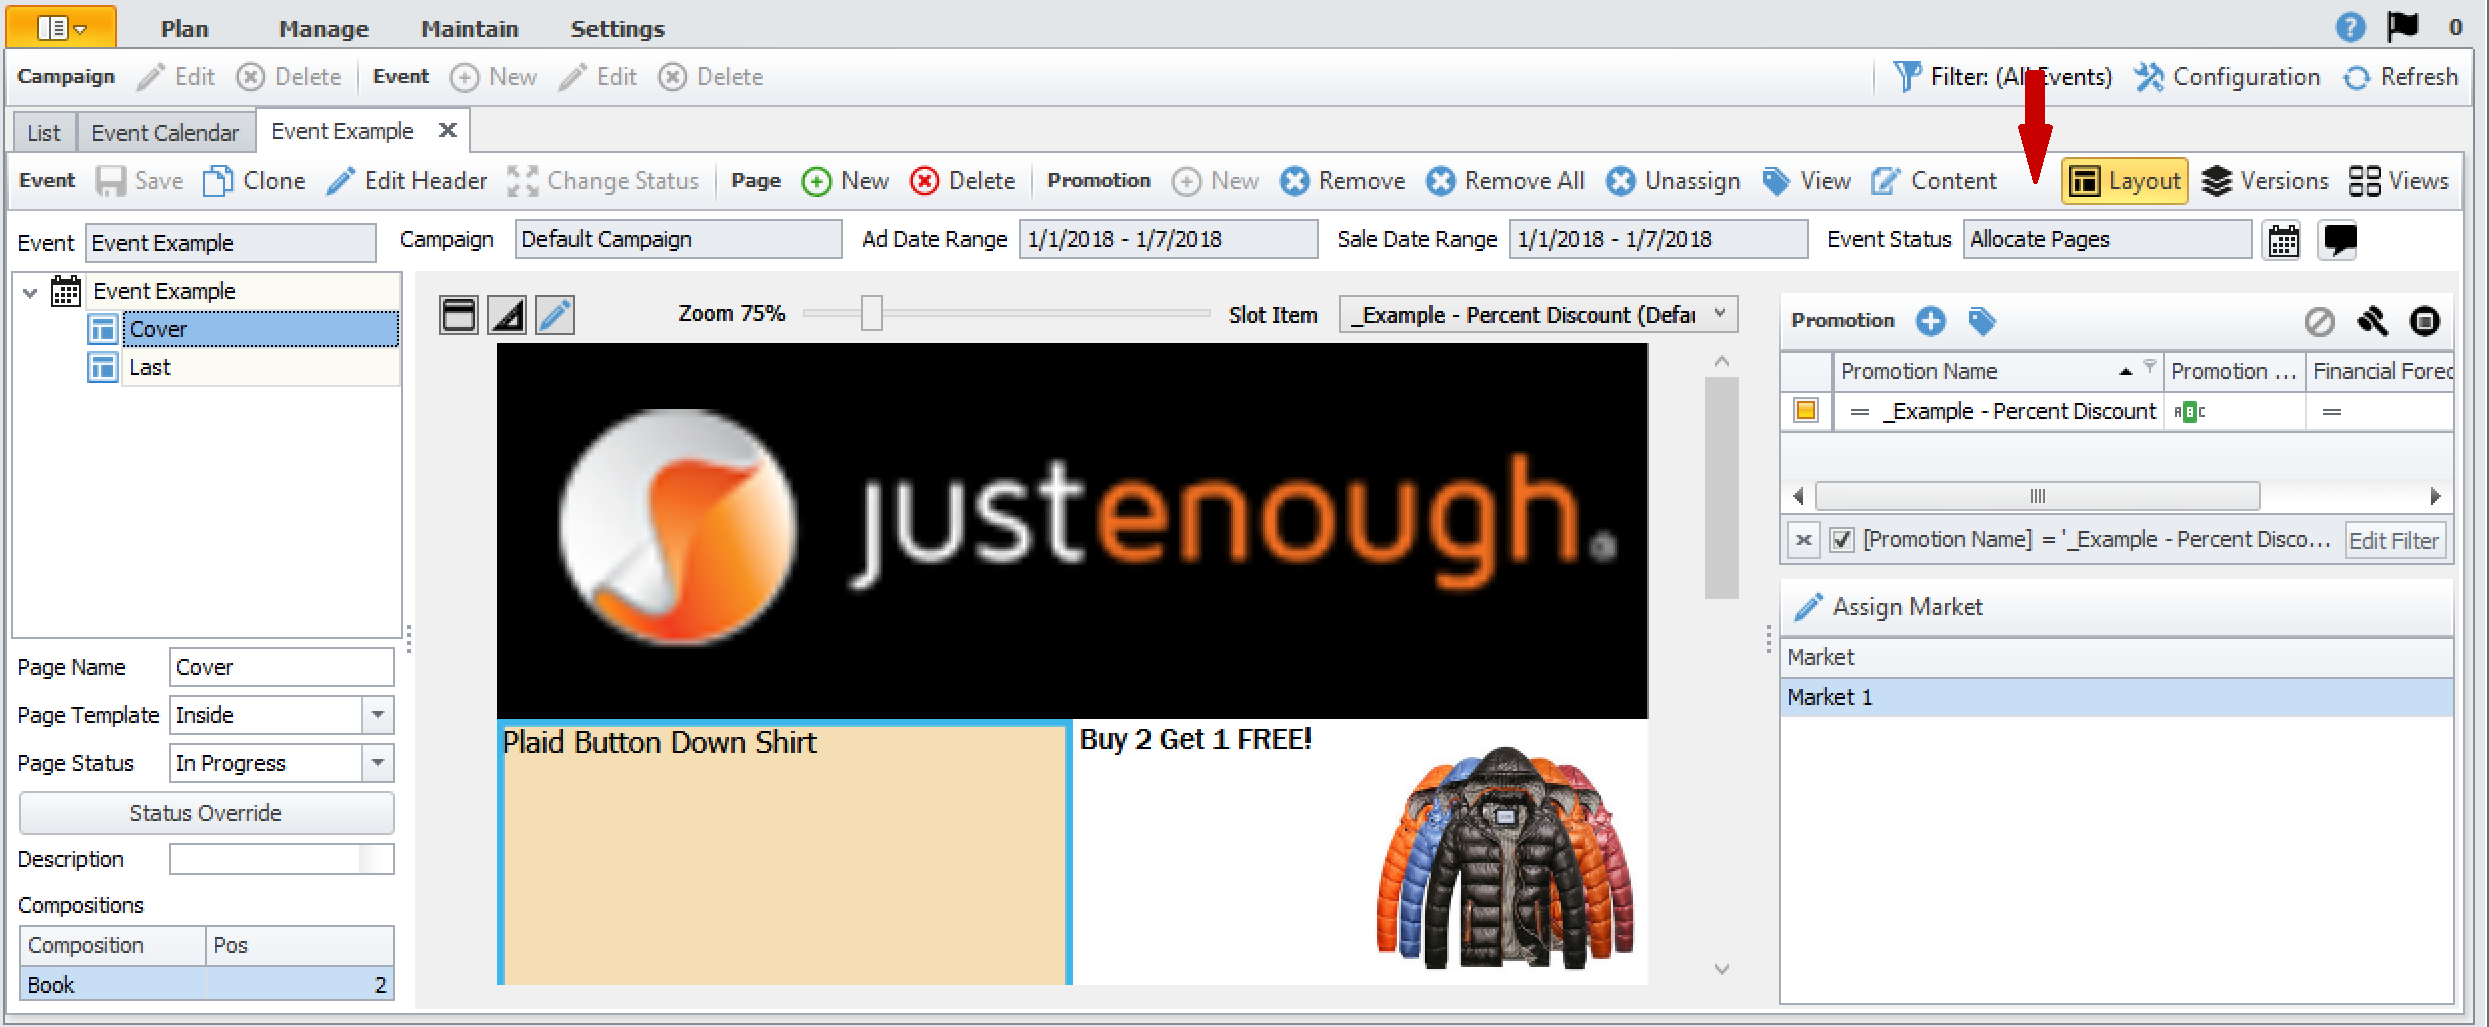 Plan Manage Maintain Settings 0
Campaign Edit Delete Event New Edit Delete Filter: (All Events) Configuration Refresh
List Event Calendar Event Example
Event Save Clone Edit Header Change Status Page New Delete Promotion New Remove Remove All Unassign View Content Layout Versions Views
Event Event Example Campaign Default Campaign Ad Date Range 1/1/2018 - 1/7/2018 Sale Date Range 1/1/2018 - 1/7/2018 Event Status Allocate Pages
Event Example
Cover
Last
Page Name Cover
Page Template Inside
Page Status In Progress
Status Override
Description
Compositions
Composition Pos
Book 2
Zoom 75% Slot Item _Example - Percent Discount (Defau
justenough.
Plaid Button Down Shirt
Buy 2 Get 1 FREE!
Promotion
Promotion Name Promotion ... Financial Forec
= _Example - Percent Discount ABC =
[Promotion Name] = '_Example - Percent Disco... Edit Filter
Assign Market
Market
Market 1